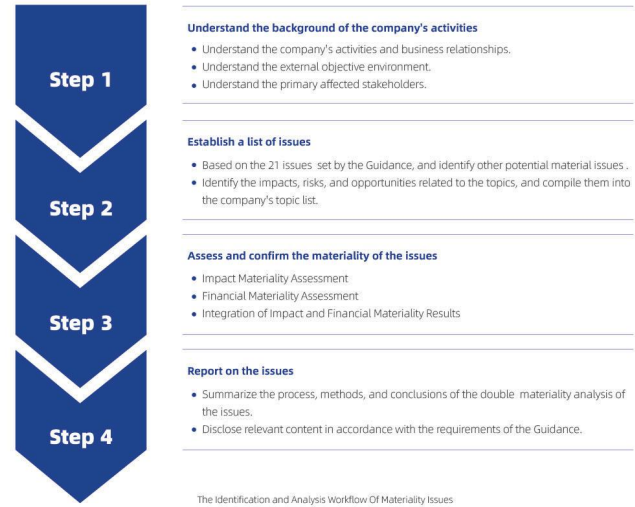 Step 1
Understand the background of the company's activities
• Understand the company's activities and business relationships.
• Understand the external objective environment.
• Understand the primary affected stakeholders.
Step 2
Establish a list of issues
• Based on the 21 issues set by the Guidance, and identify other potential material issues .
• Identify the impacts, risks, and opportunities related to the topics, and compile them into
the company's topic list.
Step 3
Assess and confirm the materiality of the issues
• Impact Materiality Assessment
• Financial Materiality Assessment
• Integration of Impact and Financial Materiality Results
Step 4
Report on the issues
• Summarize the process, methods, and conclusions of the double materiality analysis of
the issues.
• Disclose relevant content in accordance with the requirements of the Guidance.
The Identification and Analysis Workflow Of Materiality Issues